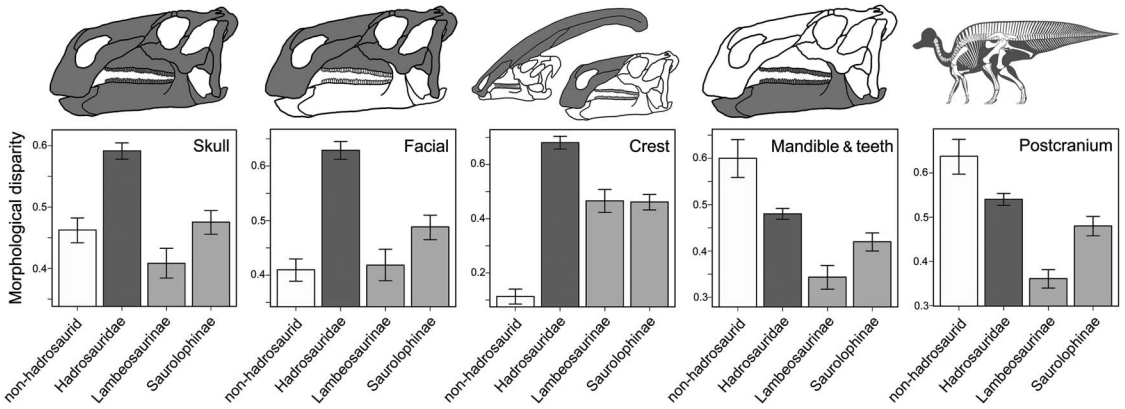 Morphological disparity
Skull
0.6
0.5
0.4
non-hadrosaurid
Hadrosauridae
Lambeosaurinae
Saurolophinae
Facial
0.6
0.5
0.4
non-hadrosaurid
Hadrosauridae
Lambeosaurinae
Saurolophinae
Crest
0.6
0.4
0.2
non-hadrosaurid
Hadrosauridae
Lambeosaurinae
Saurolophinae
Mandible & teeth
0.6
0.5
0.4
0.3
non-hadrosaurid
Hadrosauridae
Lambeosaurinae
Saurolophinae
Postcranium
0.6
0.5
0.4
0.3
non-hadrosaurid
Hadrosauridae
Lambeosaurinae
Saurolophinae